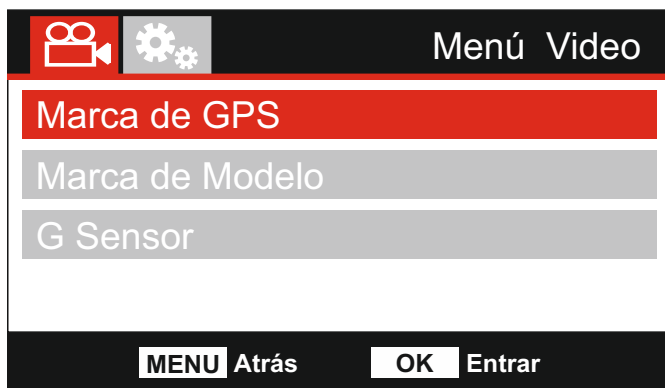 Menú Video
Marca de GPS
Marca de Modelo
G Sensor
MENU Atrás OK Entrar